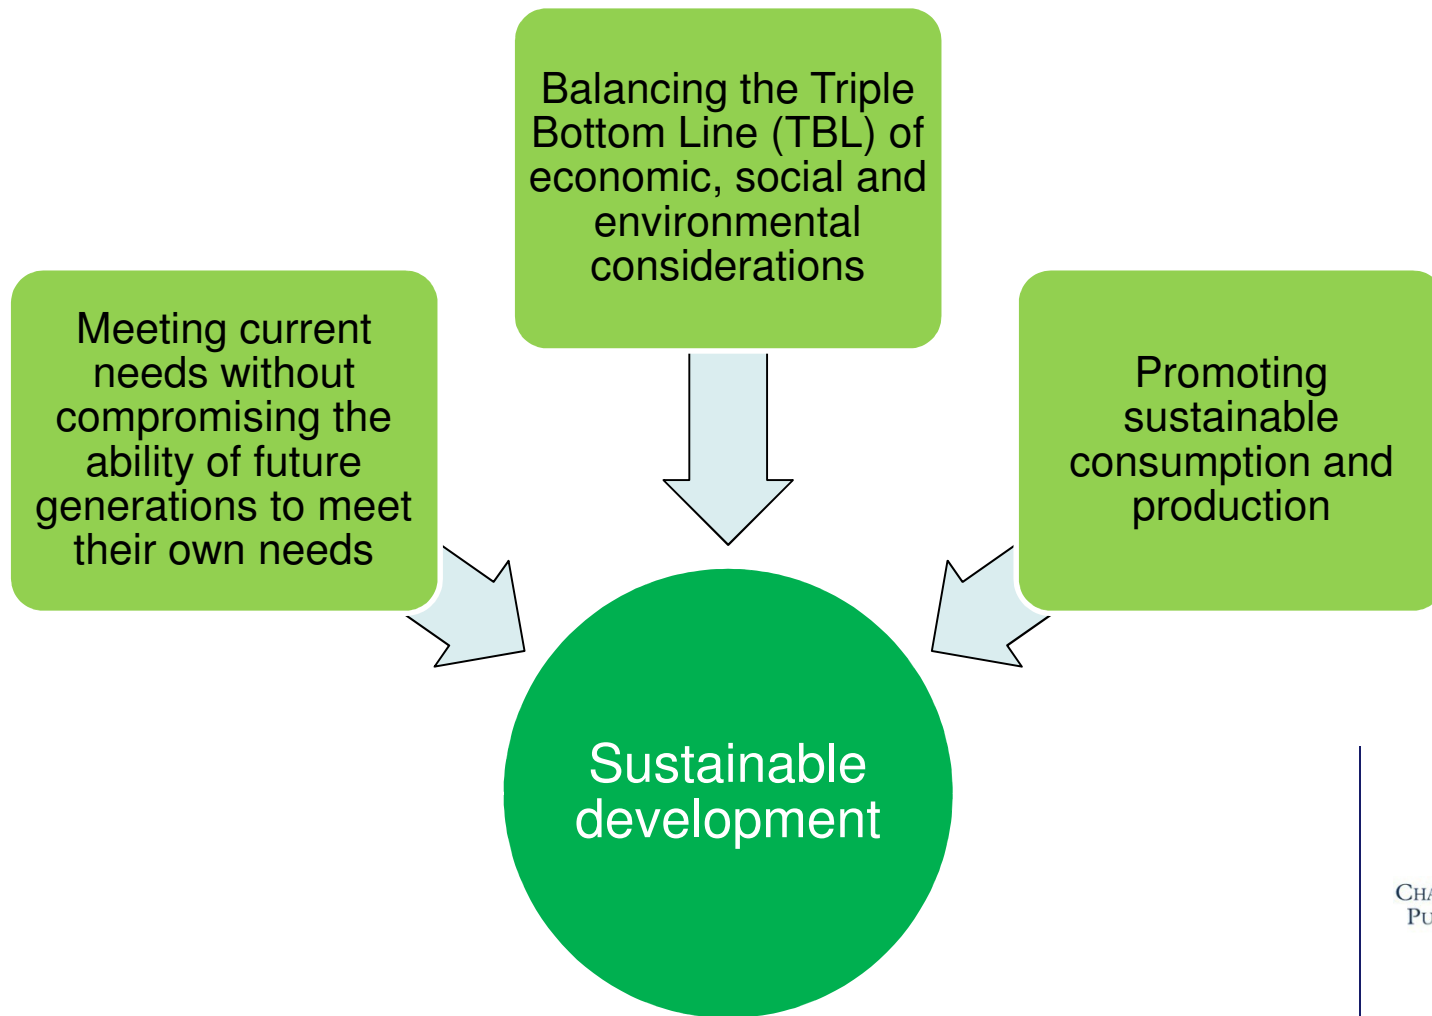 Balancing the Triple
Bottom Line (TBL) of
economic, social and
environmental
considerations
Meeting current
needs without
compromising the
ability of future
generations to meet
their own needs
Promoting
sustainable
consumption and
production
Sustainable
development